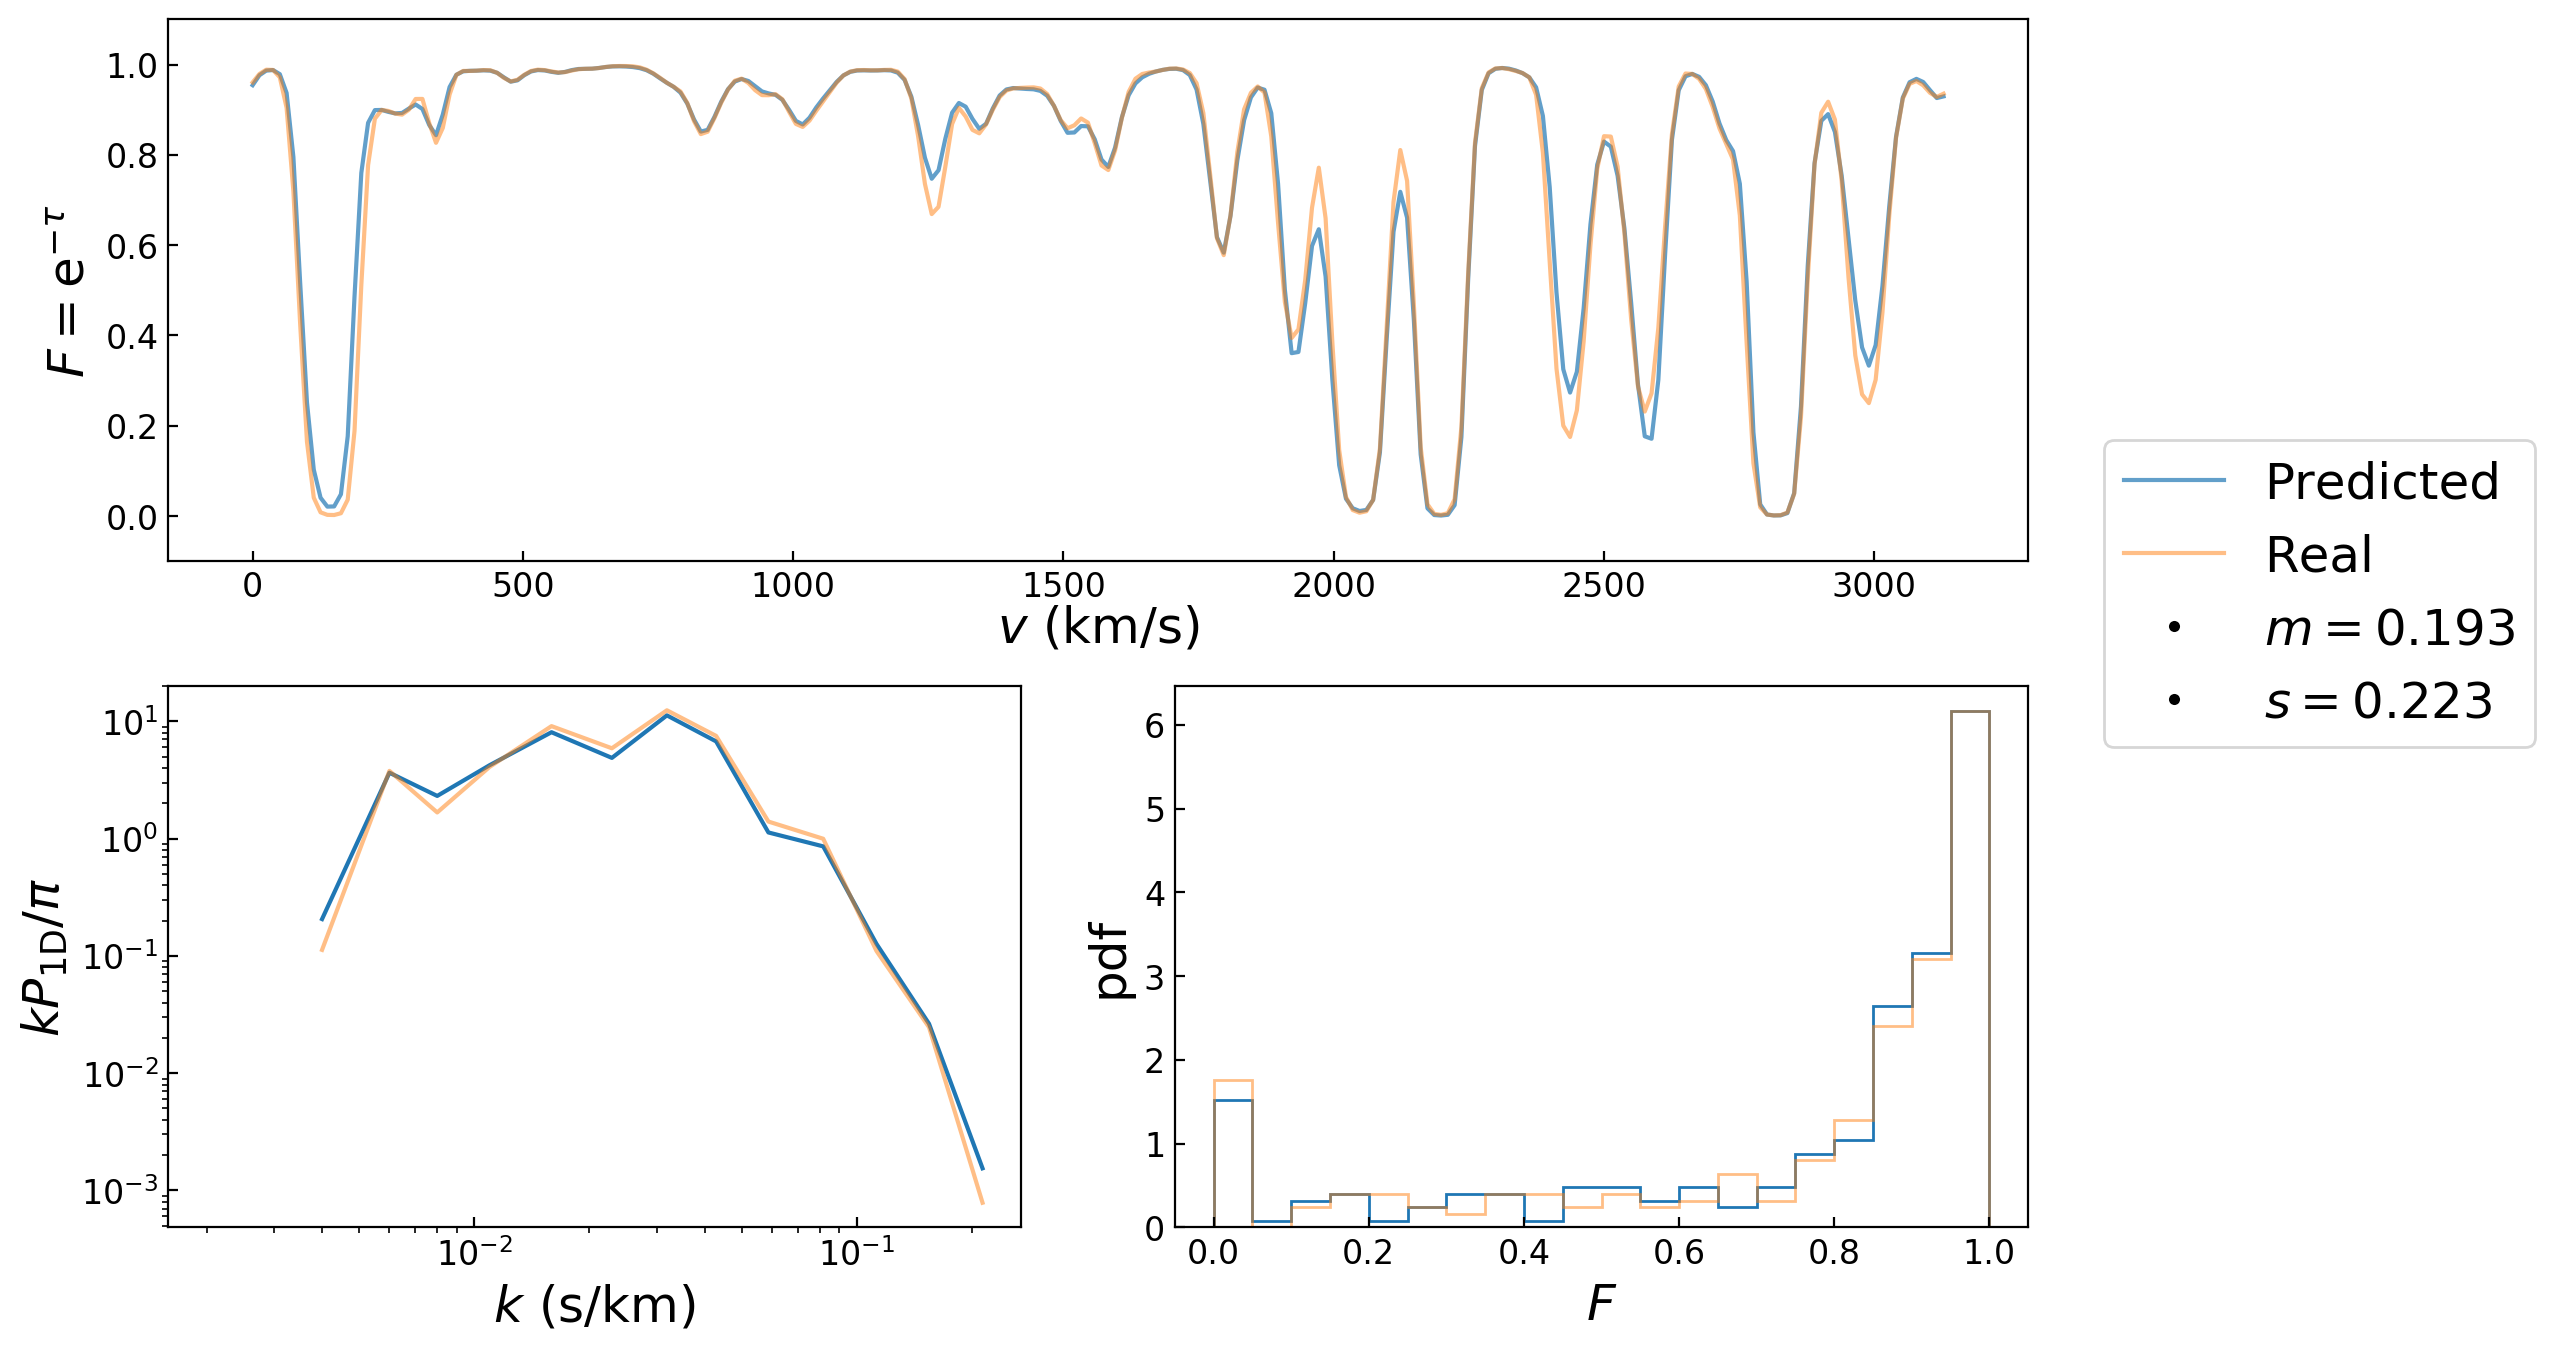 1.0
0.8
0.6
0.4
0.2
0.0
F = e^{−τ}
0 500 1000 1500 2000 2500 3000
v (km/s)
Predicted
Real
m = 0.193
s = 0.223
10^1
10^0
10^{−1}
10^{−2}
10^{−3}
kP_{1D}/π
10^{−2} 10^{−1}
k (s/km)
6
5
4
3
2
1
0
pdf
0.0 0.2 0.4 0.6 0.8 1.0
F